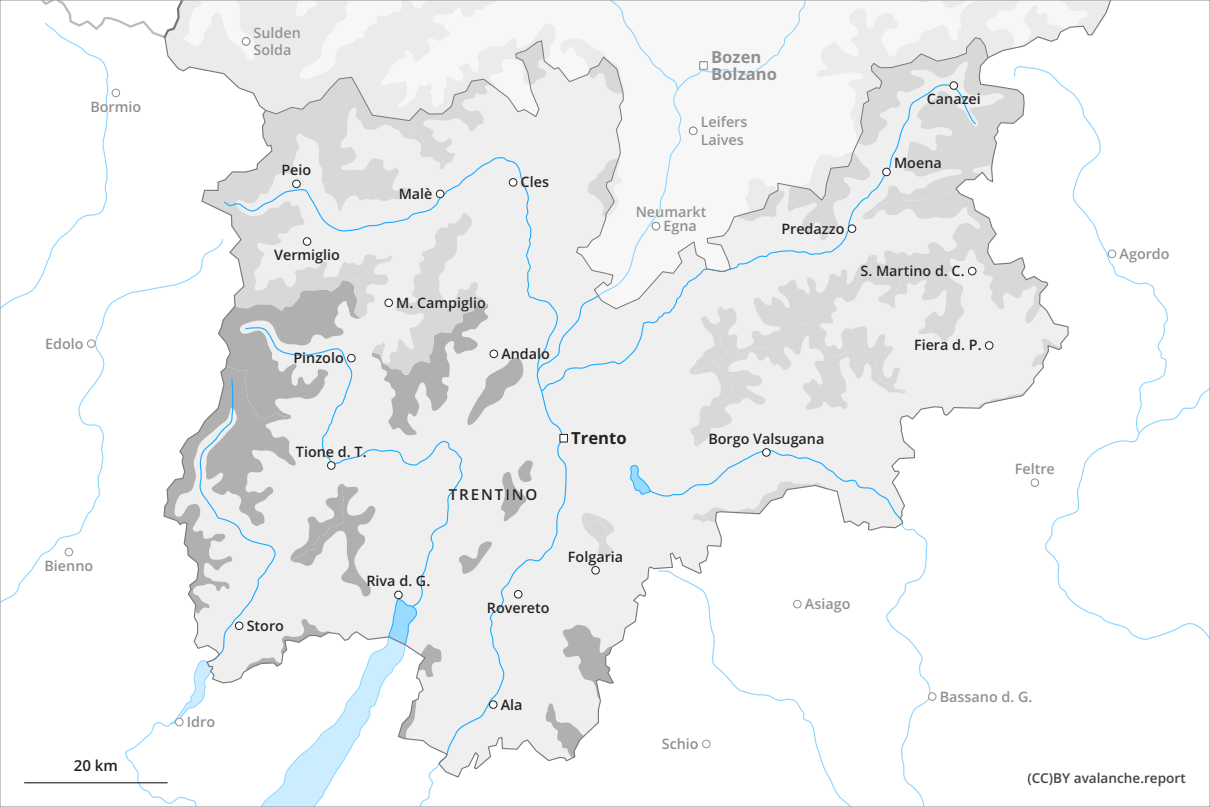 Sulden
Solda
Bozen
Bolzano
Bormio
Canazei
Leifers
Laives
Moena
Peio
Malè
Cles
Neumarkt
Egna
Predazzo
Vermiglio
Agordo
S. Martino d. C.
M. Campiglio
Edolo
Pinzolo
Andalo
Fiera d. P.
Trento
Borgo Valsugana
Tione d. T.
Feltre
TRENTINO
Bienno
Folgaria
Riva d. G.
Rovereto
Asiago
Storo
Bassano d. G.
Ala
Idro
Schio
20 km
(CC)BY avalanche.report